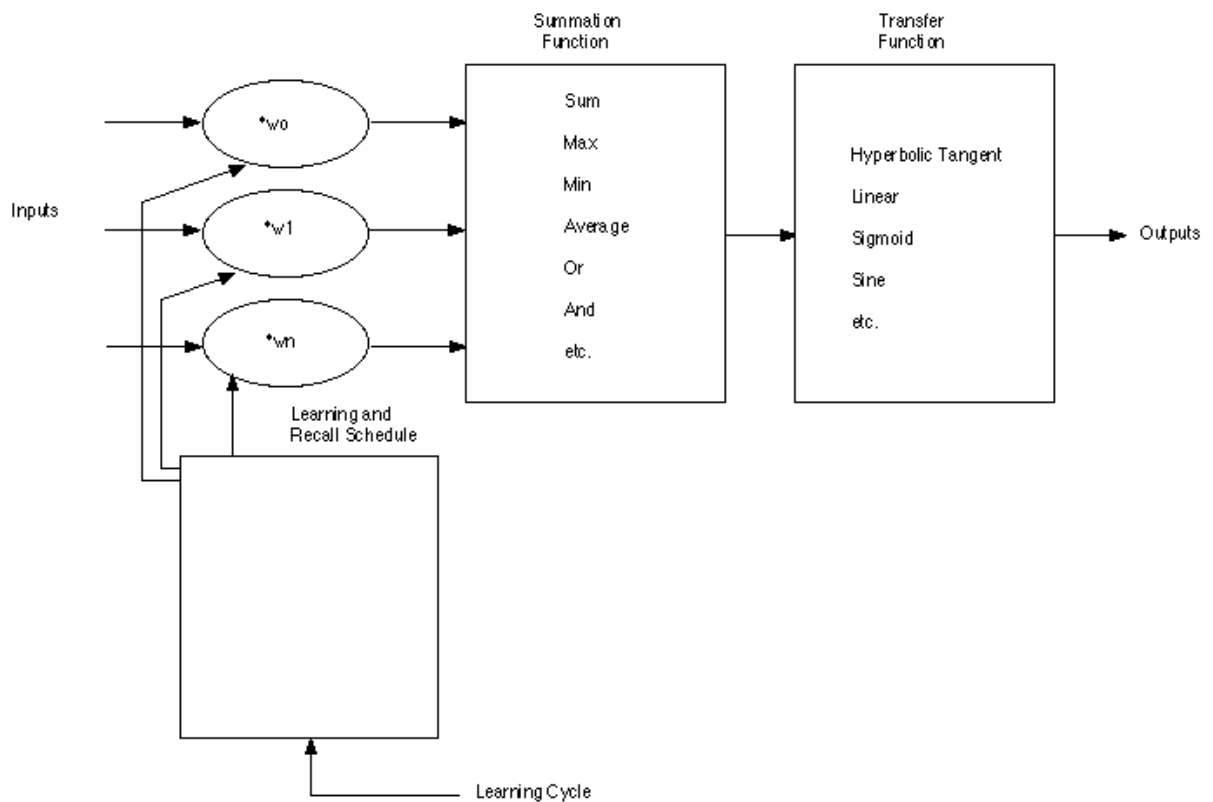 Summation
Function
Transfer
Function
Inputs
*wo
*w1
*wn
Sum
Max
Min
Average
Or
And
etc.
Hyperbolic Tangent
Linear
Sigmoid
Sine
etc.
Outputs
Learning and
Recall Schedule
Learning Cycle